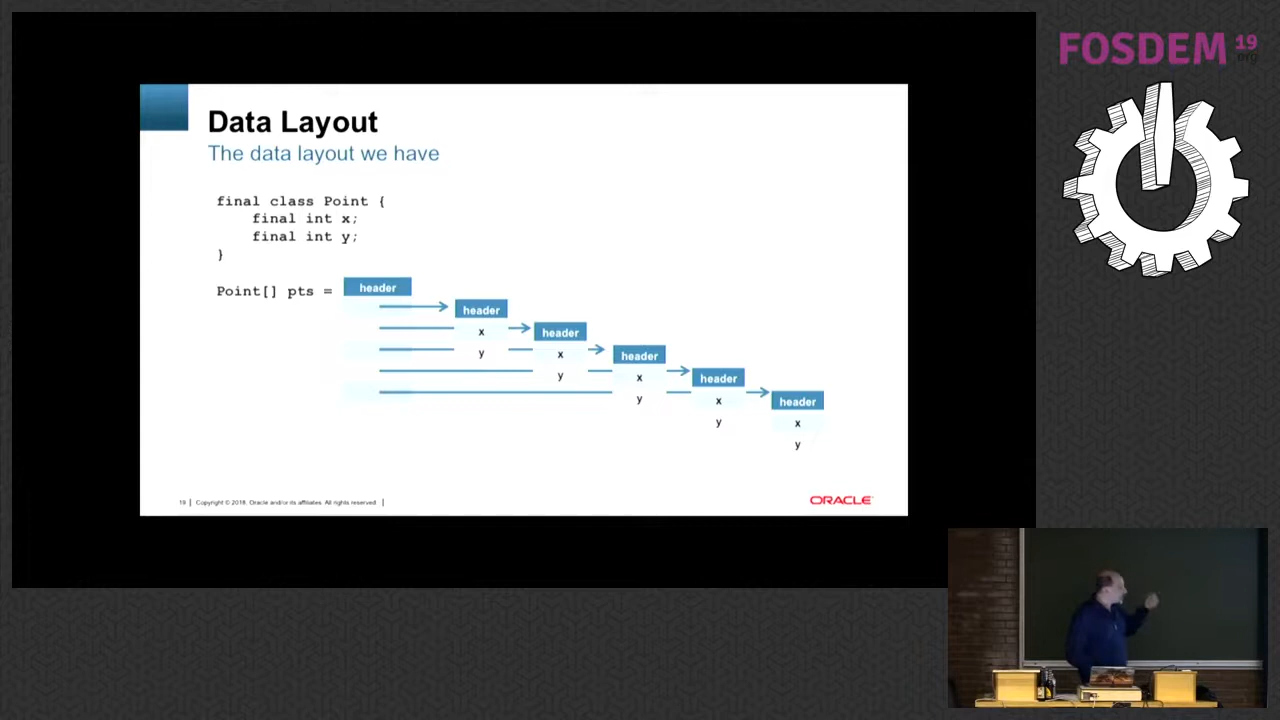 FOSDEM 19
.org
Data Layout
The data layout we have
final class Point {
final int x;
final int y;
}
Point[] pts =
header
header
x
y
header
x
y
header
x
y
header
x
y
header
x
y
19 | Copyright © 2018, Oracle and/or its affiliates. All rights reserved. |
ORACLE